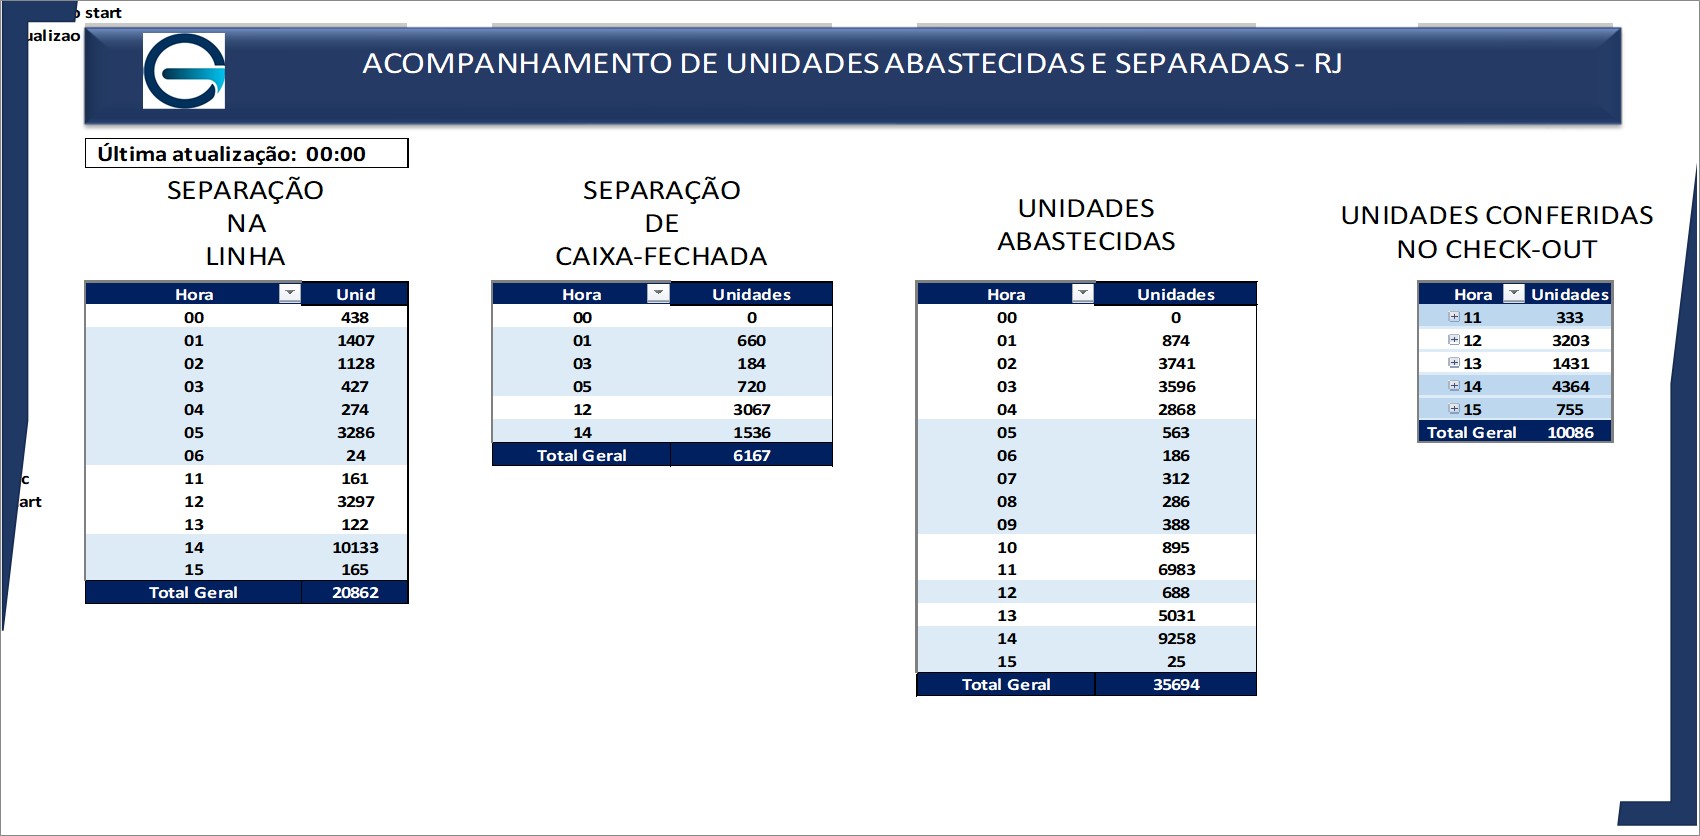 start
ACOMPANHAMENTO DE UNIDADES ABASTECIDAS E SEPARADAS - RJ
Última atualização: 00:00
SEPARAÇÃO
NA
LINHA
Hora Unid
00 438
01 1407
02 1128
03 427
04 274
05 3286
06 24
11 161
12 3297
13 122
14 10133
15 165
Total Geral 20862
SEPARAÇÃO
DE
CAIXA-FECHADA
Hora Unidades
00 0
01 660
03 184
05 720
12 3067
14 1536
Total Geral 6167
UNIDADES
ABASTECIDAS
Hora Unidades
00 0
01 874
02 3741
03 3596
04 2868
05 563
06 186
07 312
08 286
09 388
10 895
11 6983
12 688
13 5031
14 9258
15 25
Total Geral 35694
UNIDADES CONFERIDAS
NO CHECK-OUT
Hora Unidades
11 333
12 3203
13 1431
14 4364
15 755
Total Geral 10086